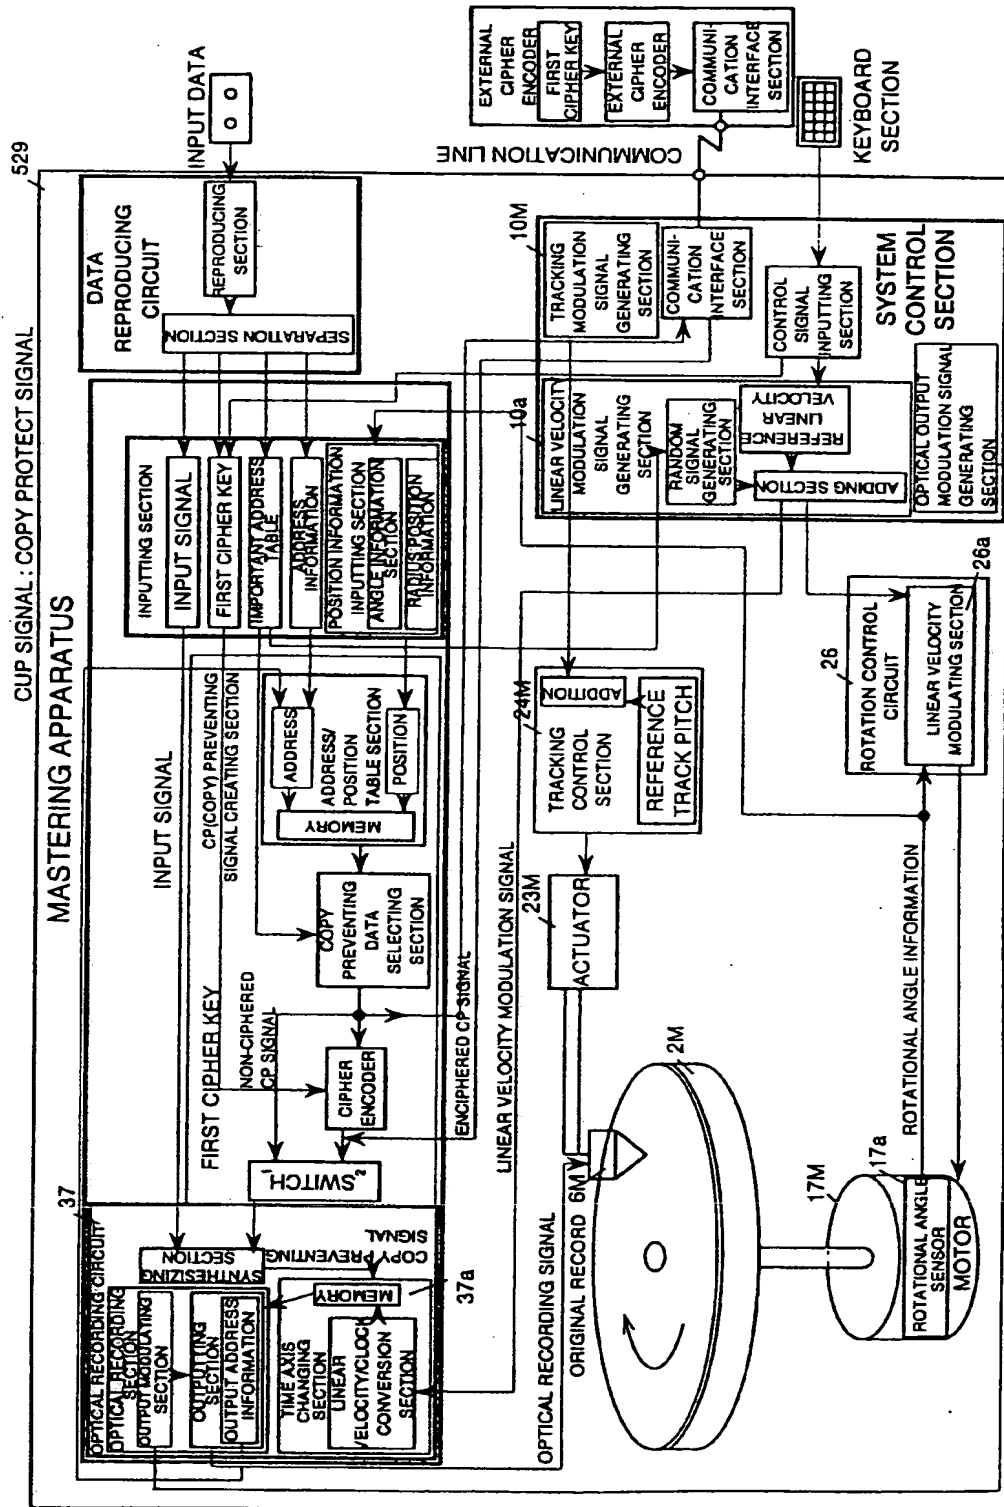 CUP SIGNAL : COPY PROTECT SIGNAL
529
MASTERING APPARATUS
INPUT DATA
DATA
REPRODUCING
CIRCUIT
REPRODUCING
SECTION
SEPARATION SECTION
EXTERNAL
CIPHER
ENCODER
FIRST
CIPHER KEY
EXTERNAL
CIPHER
ENCODER
COMMUNI-
CATION
INTERFACE
SECTION
COMMUNICATION LINE
KEYBOARD
SECTION
INPUTTING SECTION
INPUT SIGNAL
FIRST CIPHER KEY
IMPORTANT ADDRESS
TABLE
ADDRESS
INFORMATION
POSITION INFORMATION
INPUTTING SECTION
ANGLE INFORMATION
SECTION
RADIUS POSITION
INFORMATION
INPUT SIGNAL
CP(COPY) PREVENTING
SIGNAL CREATING SECTION
ADDRESS
ADDRESS/
POSITION
TABLE SECTION
POSITION
MEMORY
COPY
PREVENTING
DATA
SELECTING
SECTION
FIRST CIPHER KEY
NON-CIPHERED
CP SIGNAL
CIPHER
ENCODER
SWITCH
1
2
ENCIPHERED CP SIGNAL
LINEAR VELOCITY MODULATION SIGNAL
37
OPTICAL RECORDING CIRCUIT
OPTICAL RECORDING
SECTION
OUTPUT MODULATING
SECTION
OUTPUTTING
SECTION
OUTPUT ADDRESS
INFORMATION
SYNTHESIZING
SECTION
COPY PREVENTING
SIGNAL
TIME AXIS
CHANGING
SECTION
MEMORY
LINEAR
VELOCITY/CLOCK
CONVERSION
SECTION
37a
10M
TRACKING
MODULATION
SIGNAL
GENERATING
SECTION
COMMUNI-
CATION
INTERFACE
SECTION
CONTROL
SIGNAL
INPUTTING
SECTION
SYSTEM
CONTROL
SECTION
10a
LINEAR VELOCITY
MODULATION
SIGNAL
GENERATING
SECTION
RANDOM
SIGNAL
GENERATING
SECTION
REFERENCE
LINEAR
VELOCITY
ADDING SECTION
OPTICAL OUTPUT
MODULATION SIGNAL
GENERATING
SECTION
24M
TRACKING
CONTROL
SECTION
ADDITION
REFERENCE
TRACK PITCH
23M
ACTUATOR
26
ROTATION CONTROL
CIRCUIT
LINEAR VELOCITY
MODULATING SECTION
26a
OPTICAL RECORDING SIGNAL
ORIGINAL RECORD 6M
2M
ROTATIONAL ANGLE INFORMATION
17M
17a
ROTATIONAL ANGLE
SENSOR
MOTOR